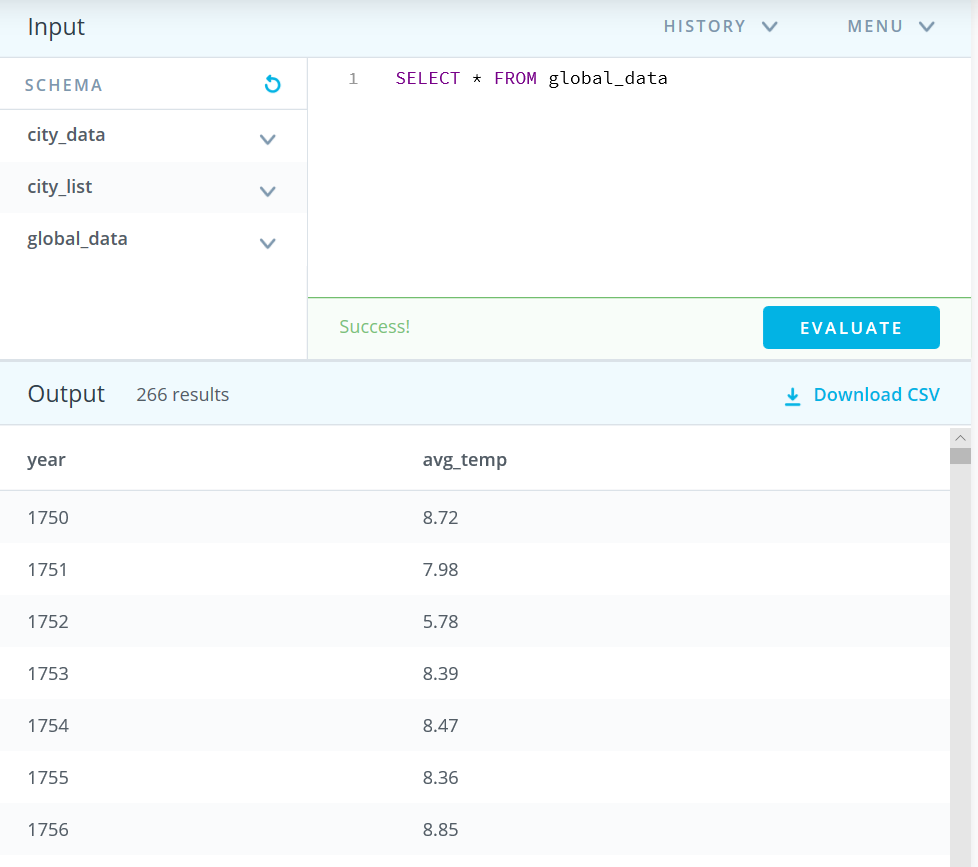 Input HISTORY MENU
SCHEMA
1 SELECT * FROM global_data
city_data
city_list
global_data
Success! EVALUATE
Output 266 results Download CSV
year avg_temp
1750 8.72
1751 7.98
1752 5.78
1753 8.39
1754 8.47
1755 8.36
1756 8.85